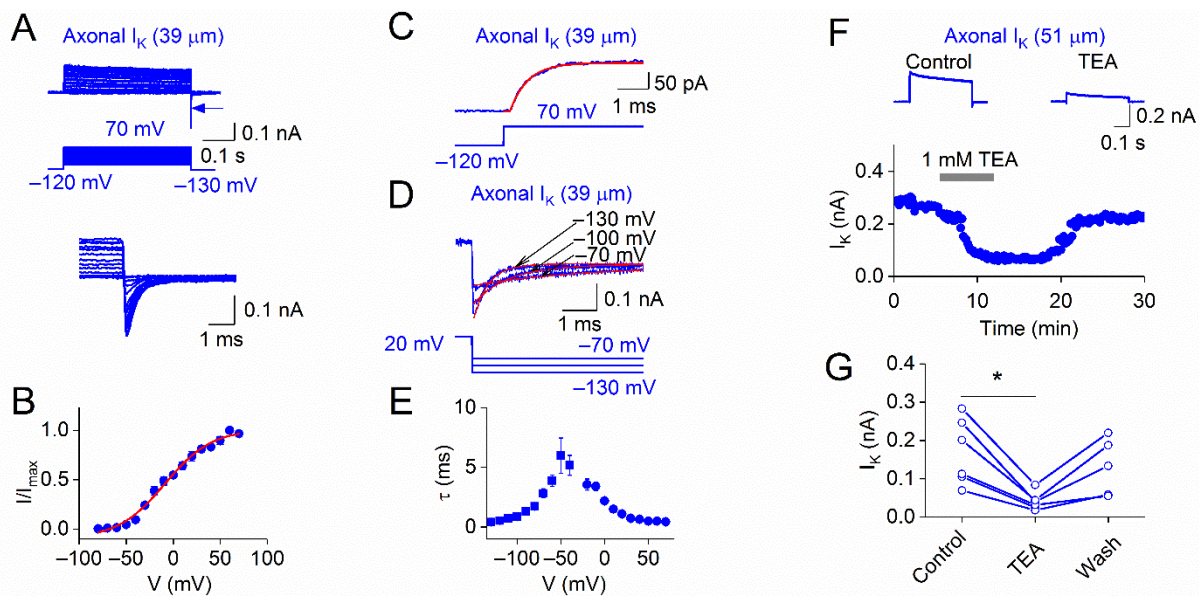 A
Axonal I_K (39 μm)
70 mV
0.1 nA
0.1 s
–120 mV
–130 mV
0.1 nA
1 ms
B
1.0
0.5
0.0
I/I_max
–100
–50
0
50
100
V (mV)
C
Axonal I_K (39 μm)
50 pA
1 ms
70 mV
–120 mV
D
Axonal I_K (39 μm)
–130 mV
–100 mV
–70 mV
0.1 nA
1 ms
20 mV
–70 mV
–130 mV
E
10
5
0
τ (ms)
–100
–50
0
50
V (mV)
F
Axonal I_K (51 μm)
Control
TEA
0.2 nA
0.1 s
1 mM TEA
0.4
0.2
0.0
I_K (nA)
0
10
20
30
Time (min)
G
*
0.4
0.3
0.2
0.1
0.0
I_K (nA)
Control
TEA
Wash